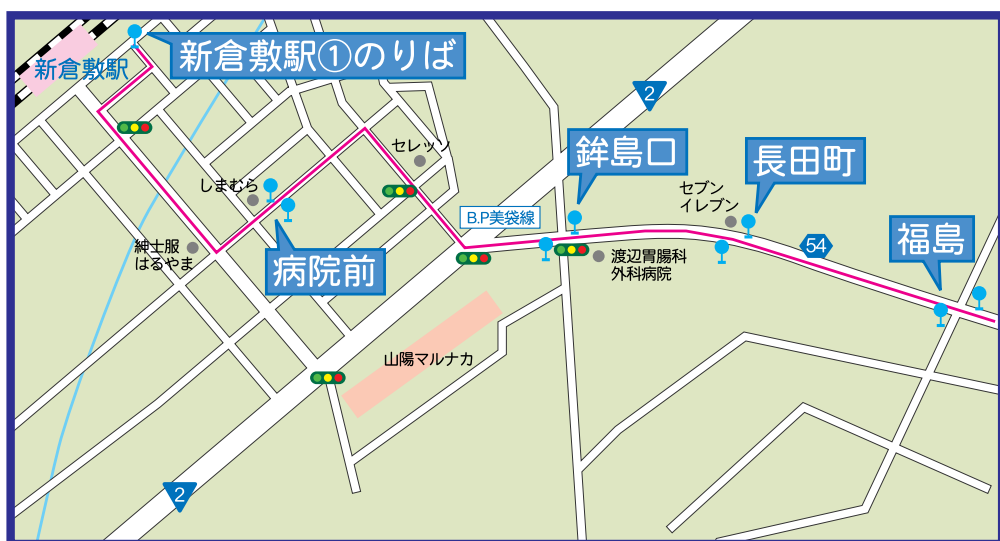 新倉敷駅①のりば
新倉敷駅
2
鉾島口
長田町
セレッソ
しまむら
セブン
イレブン
B.P美袋線
54
福島
紳士服
はるやま
病院前
渡辺胃腸科
外科病院
山陽マルナカ
2